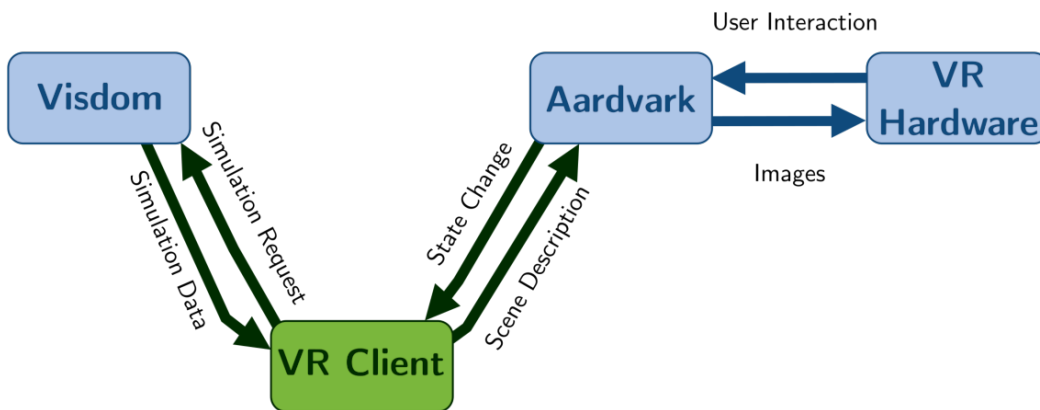 User Interaction
Visdom
Aardvark
VR
Hardware
Images
Simulation Request
Simulation Data
State Change
Scene Description
VR Client